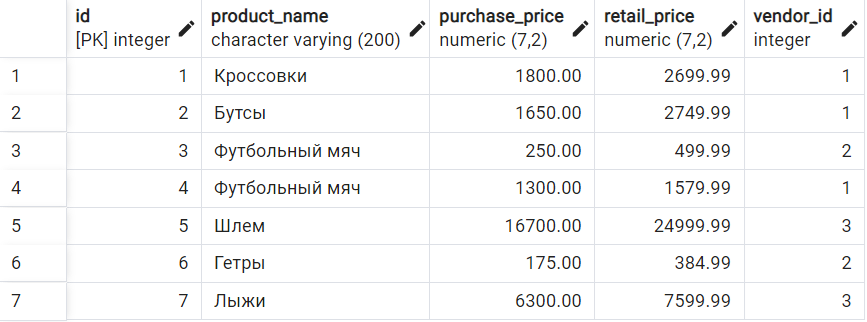 id product_name purchase_price retail_price vendor_id
[PK] integer character varying (200) numeric (7,2) numeric (7,2) integer
1 1 Кроссовки 1800.00 2699.99 1
2 2 Бутсы 1650.00 2749.99 1
3 3 Футбольный мяч 250.00 499.99 2
4 4 Футбольный мяч 1300.00 1579.99 1
5 5 Шлем 16700.00 24999.99 3
6 6 Гетры 175.00 384.99 2
7 7 Лыжи 6300.00 7599.99 3